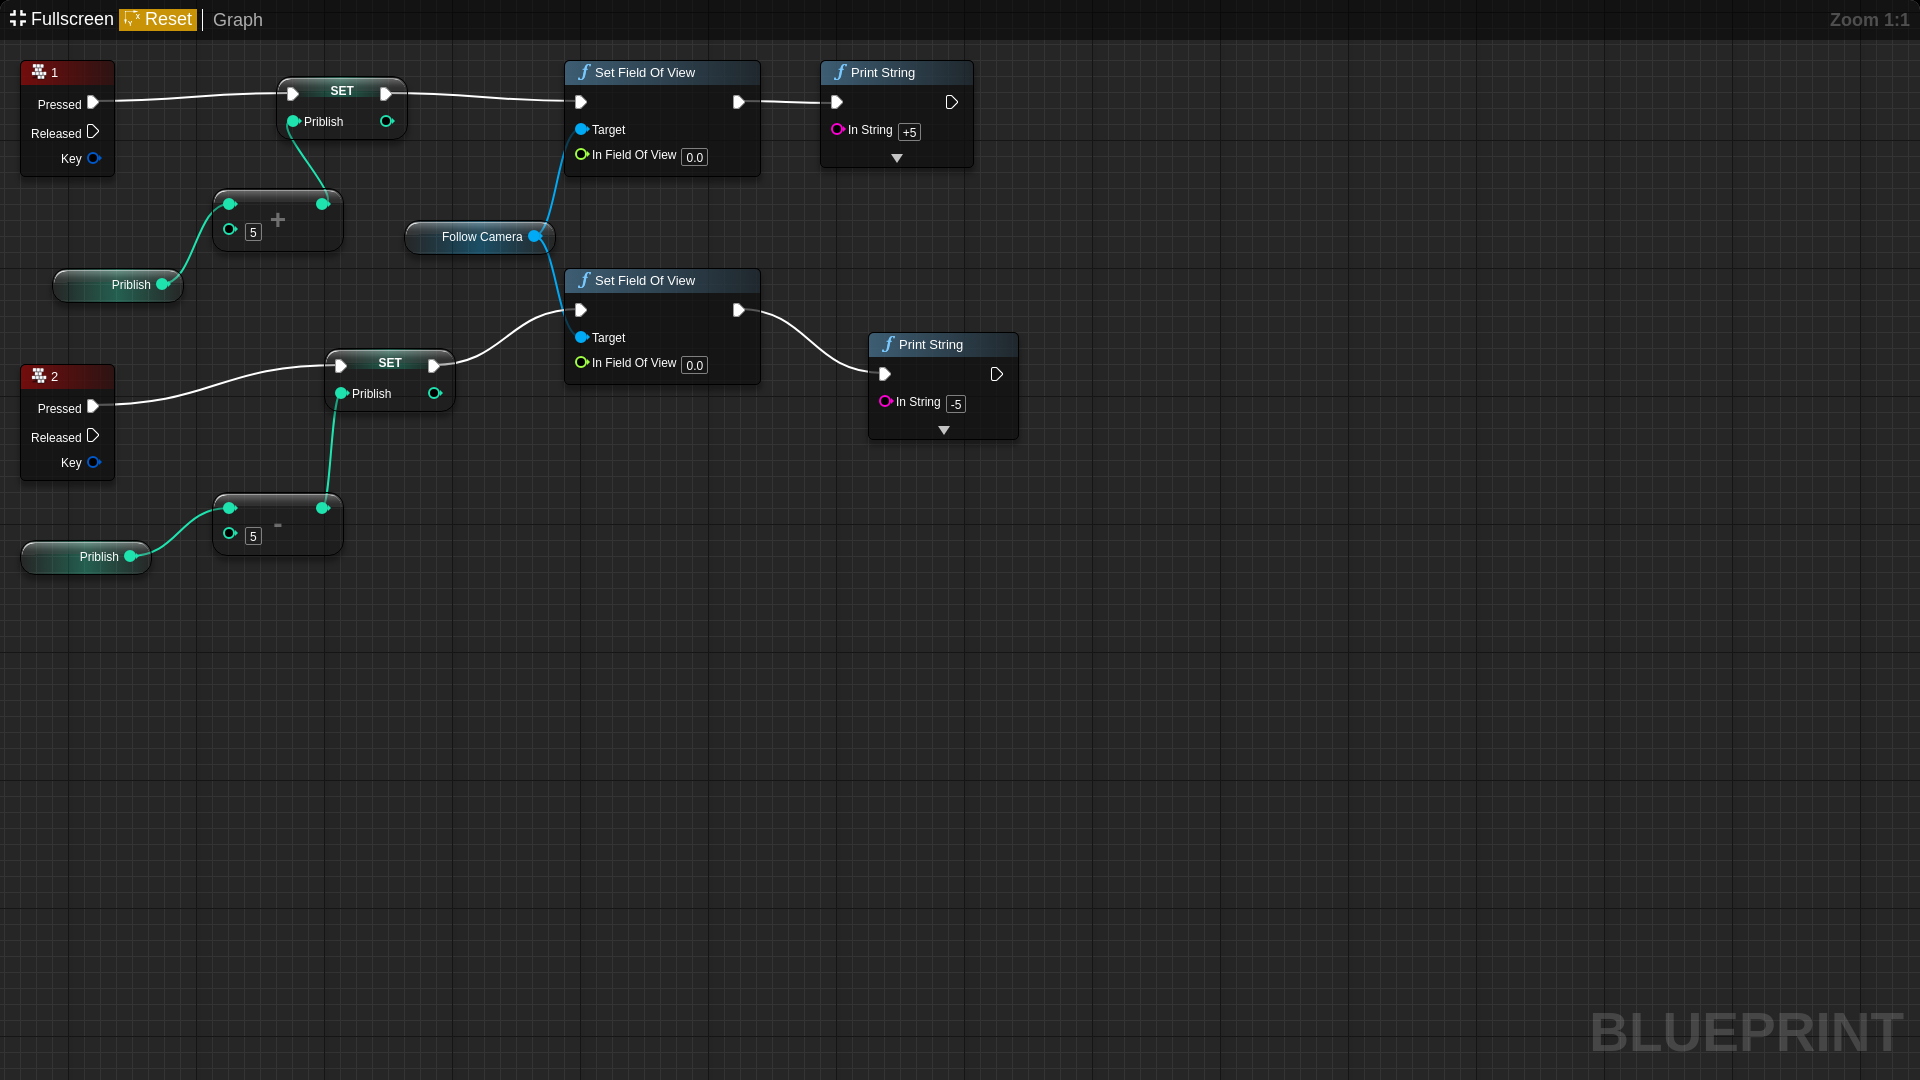 Fullscreen Reset Graph Zoom 1:1
1
Pressed
Released
Key
SET
Priblish
Set Field Of View
Target
In Field Of View 0.0
Print String
In String +5
5 +
Priblish
Follow Camera
Set Field Of View
Target
In Field Of View 0.0
Print String
In String -5
2
Pressed
Released
Key
SET
Priblish
5 -
Priblish
BLUEPRINT